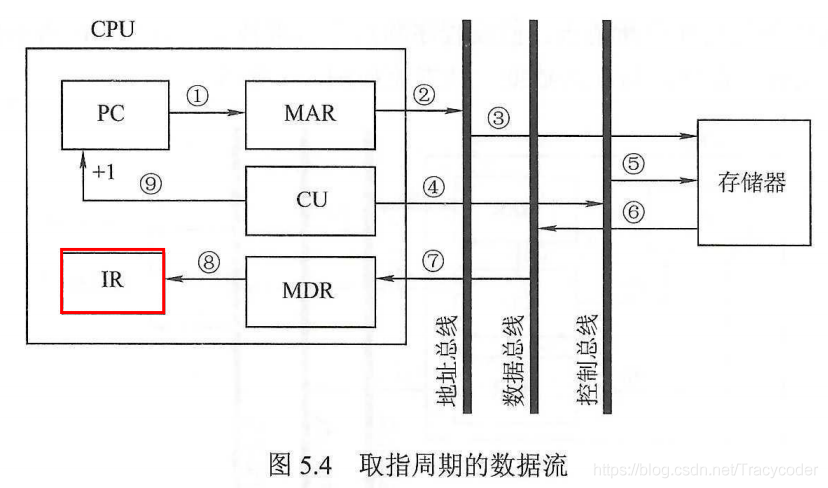 CPU
PC
①
MAR
②
③
+1
⑨
CU
④
⑤
存储器
⑥
IR
⑧
MDR
⑦
地址总线
数据总线
控制总线
图 5.4 取指周期的数据流
https://blog.csdn.net/Tracycoder